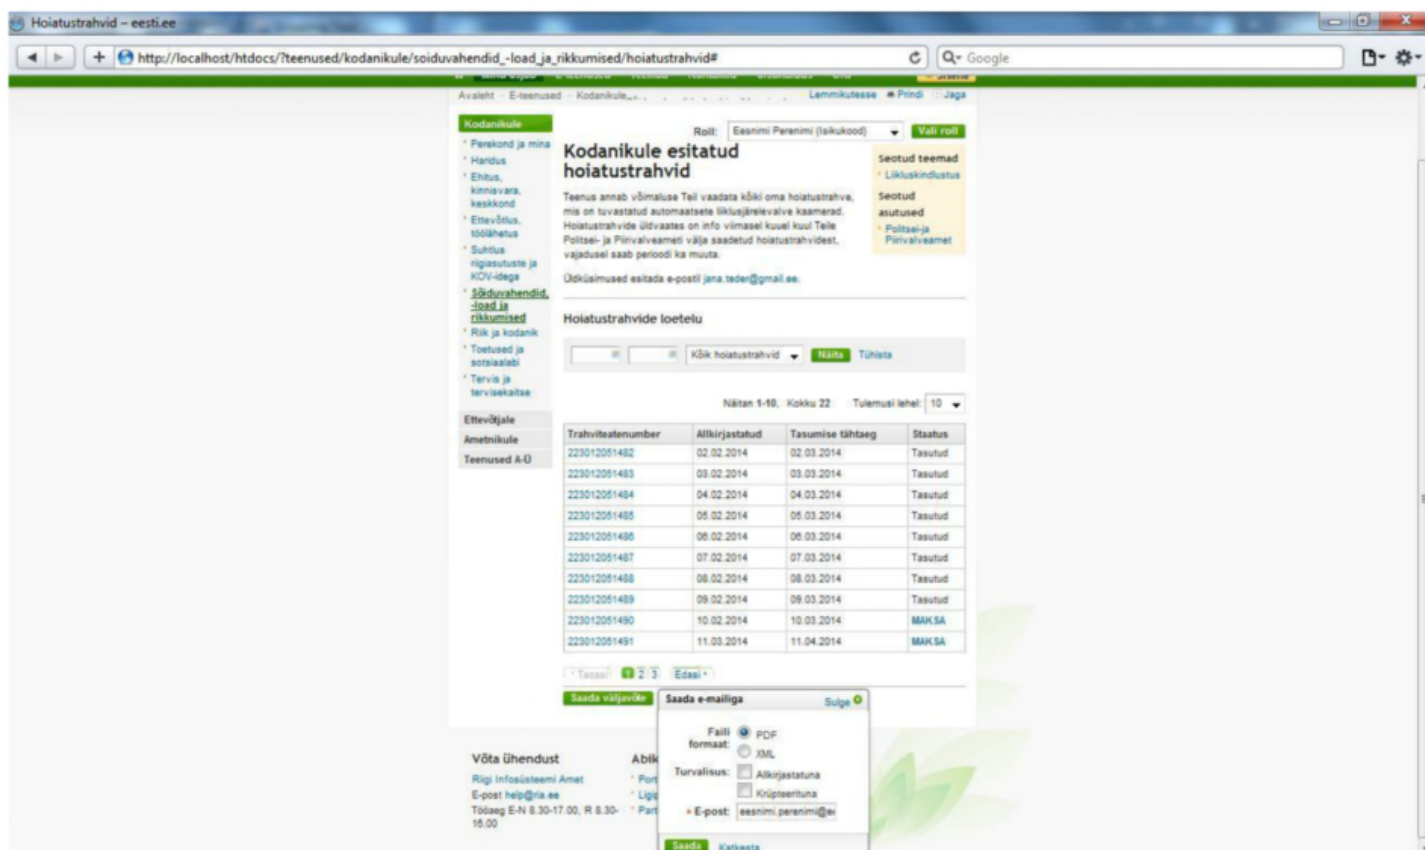 Hoiatustrahvid – eesti.ee
http://localhost/htdocs/?teenused/kodanikule/soiduvahendid_-load_ja_rikkumised/hoiatustrahvid#
Google
Avaleht
E-teenused
Kodanikule
Lemmikutesse
Prindi
Jaga
Kodanikule
Perekond ja mina
Haridus
Ehitus,
kinnisvara,
keskkond
Ettevõtlus,
töölähetus
Suhtlus
riigiasutuste ja
KOV-idega
Sõiduvahendid,
-load ja
rikkumised
Riik ja kodanik
Toetused ja
sotsiaalabi
Tervis ja
tervisekaitse
Ettevõtjale
Ametnikule
Teenused A-Ü
Roll: Eesnimi Perenimi (Isikukood) Vali roll
Kodanikule esitatud
hoiatustrahvid
Teenus annab võimaluse Teil vaadata kõiki oma hoiatustrahve,
mis on tuvastatud automaatsete liiklusjärelevalve kaamerad.
Hoiatustrahvide üldvaates on info viimasel kuuel kuul Teile
Politsei- ja Piirivalveameti välja saadetud hoiatustrahvidest,
vajadusel saab perioodi ka muuta.
Üldküsimused esitada e-postil jana.teder@gmail.ee.
Seotud teemad
Liikluskindlustus
Seotud
asutused
Politsei-ja
Piirivalveamet
Hoiatustrahvide loetelu
Kõik hoiatustrahvid Näita Tühista
Näitan 1-10, Kokku 22 Tulemusi lehel: 10
Trahviteatenumber Allkirjastatud Tasumise tähtaeg Staatus
223012051482 02.02.2014 02.03.2014 Tasutud
223012051483 03.02.2014 03.03.2014 Tasutud
223012051484 04.02.2014 04.03.2014 Tasutud
223012051485 05.02.2014 05.03.2014 Tasutud
223012051486 06.02.2014 06.03.2014 Tasutud
223012051487 07.02.2014 07.03.2014 Tasutud
223012051488 08.02.2014 08.03.2014 Tasutud
223012051489 09.02.2014 09.03.2014 Tasutud
223012051490 10.02.2014 10.03.2014 MAKSA
223012051491 11.03.2014 11.04.2014 MAKSA
Tagasi 1 2 3 Edasi
Saada väljavõte
Saada e-mailiga Sulge
Faili
formaat:
PDF
XML
Turvalisus: Allkirjastatuna
Krüpteerituna
* E-post: eesnimi.perenimi@ee
Saada Katkesta
Võta ühendust
Riigi Infosüsteemi Amet
E-post help@ria.ee
Tööaeg E-N 8.30-17.00, R 8.30-
16.00
Abik
Port
Ligip
Part